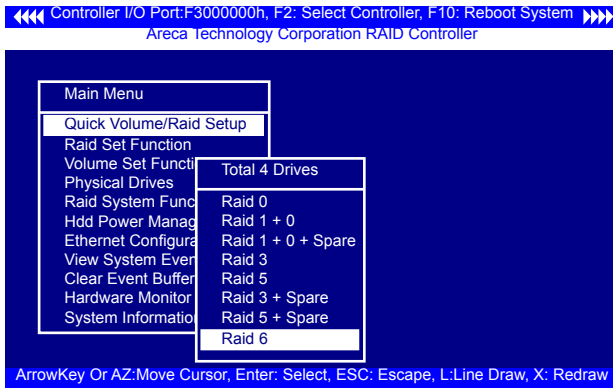 Controller I/O Port:F3000000h, F2: Select Controller, F10: Reboot System
Areca Technology Corporation RAID Controller
Main Menu
Quick Volume/Raid Setup
Raid Set Function
Volume Set Functi
Physical Drives
Raid System Func
Hdd Power Manag
Ethernet Configura
View System Even
Clear Event Buffer
Hardware Monitor
System Information
Total 4 Drives
Raid 0
Raid 1 + 0
Raid 1 + 0 + Spare
Raid 3
Raid 5
Raid 3 + Spare
Raid 5 + Spare
Raid 6
ArrowKey Or AZ:Move Cursor, Enter: Select, ESC: Escape, L:Line Draw, X: Redraw